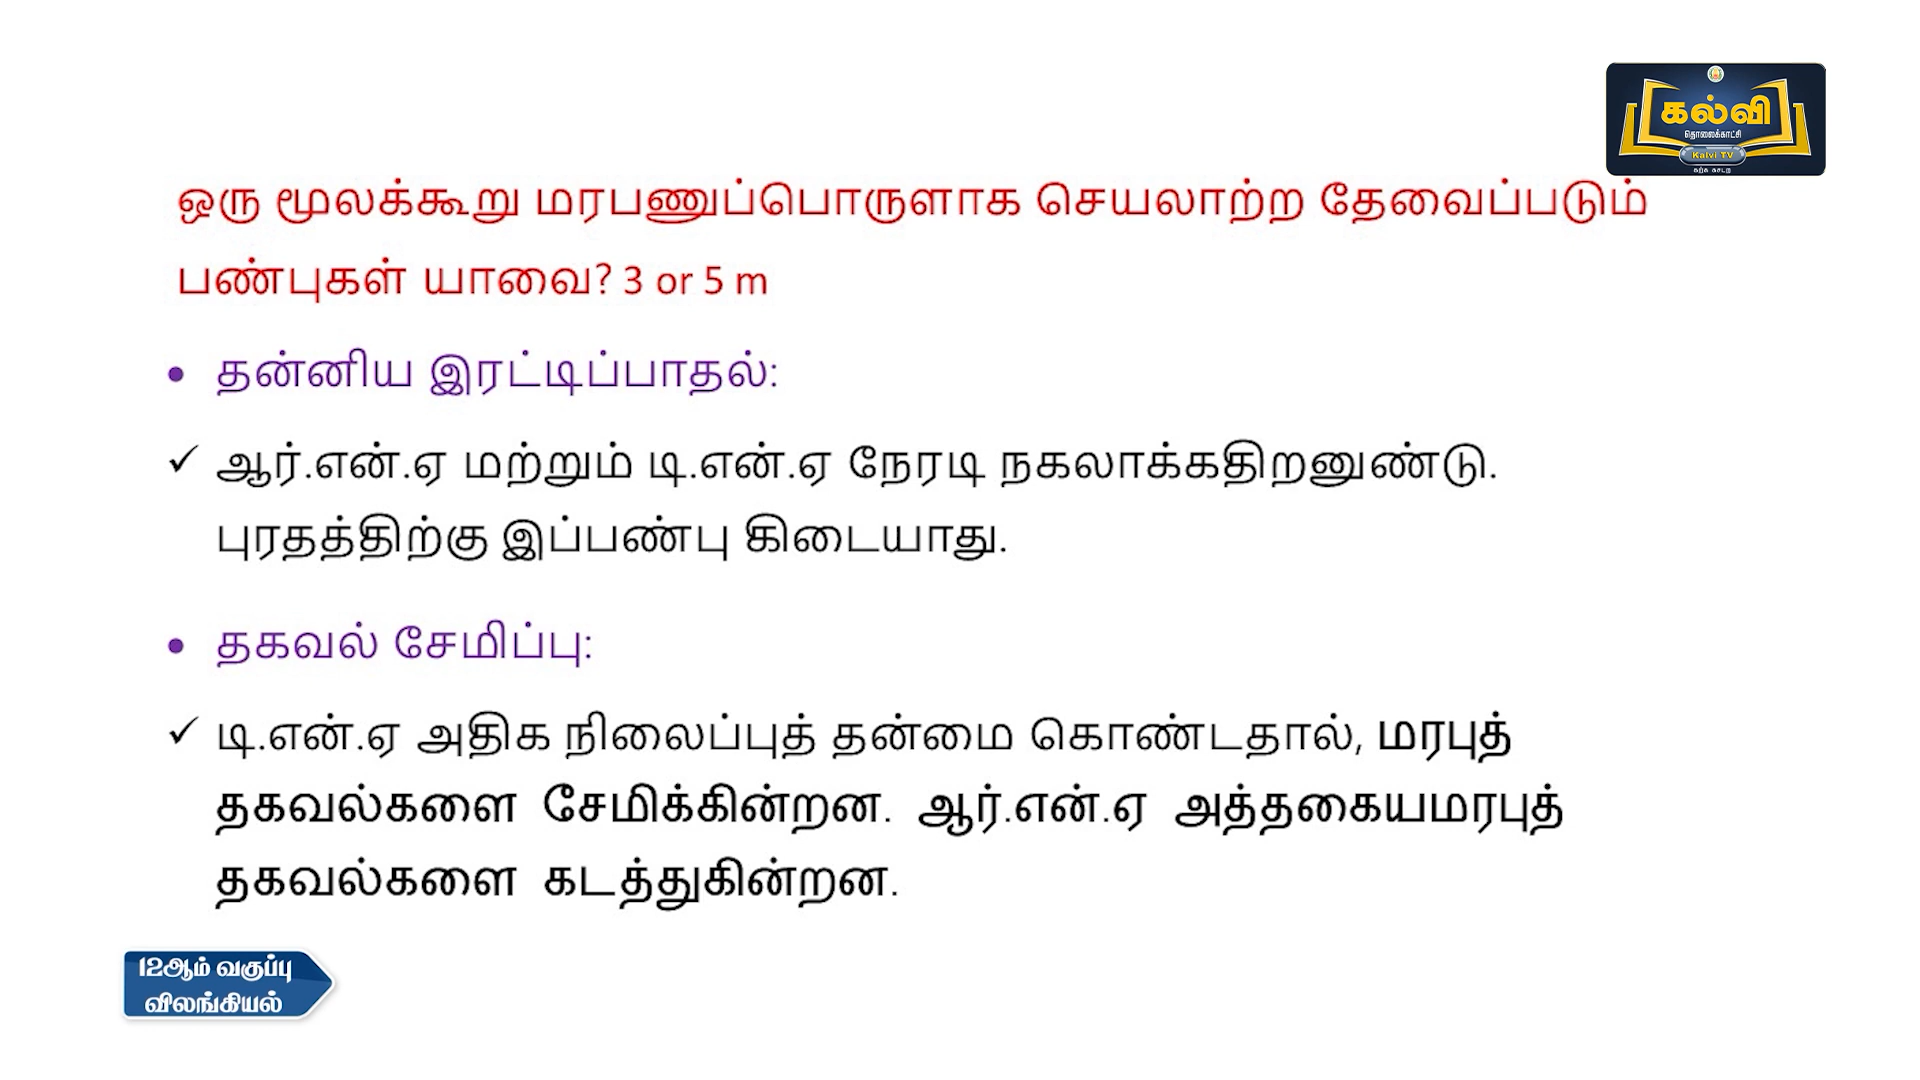 கல்வி
தொலைக்காட்சி
Kalvi TV
கற்க கசடற
ஒரு மூலக்கூறு மரபணுப்பொருளாக செயலாற்ற தேவைப்படும்
பண்புகள் யாவை? 3 or 5 m
• தன்னிய இரட்டிப்பாதல்:
✓ ஆர்.என்.ஏ மற்றும் டி.என்.ஏ நேரடி நகலாக்கதிறனுண்டு.
புரதத்திற்கு இப்பண்பு கிடையாது.
• தகவல் சேமிப்பு:
✓ டி.என்.ஏ அதிக நிலைப்புத் தன்மை கொண்டதால், மரபுத்
தகவல்களை சேமிக்கின்றன. ஆர்.என்.ஏ அத்தகையமரபுத்
தகவல்களை கடத்துகின்றன.
12ஆம் வகுப்பு
விலங்கியல்